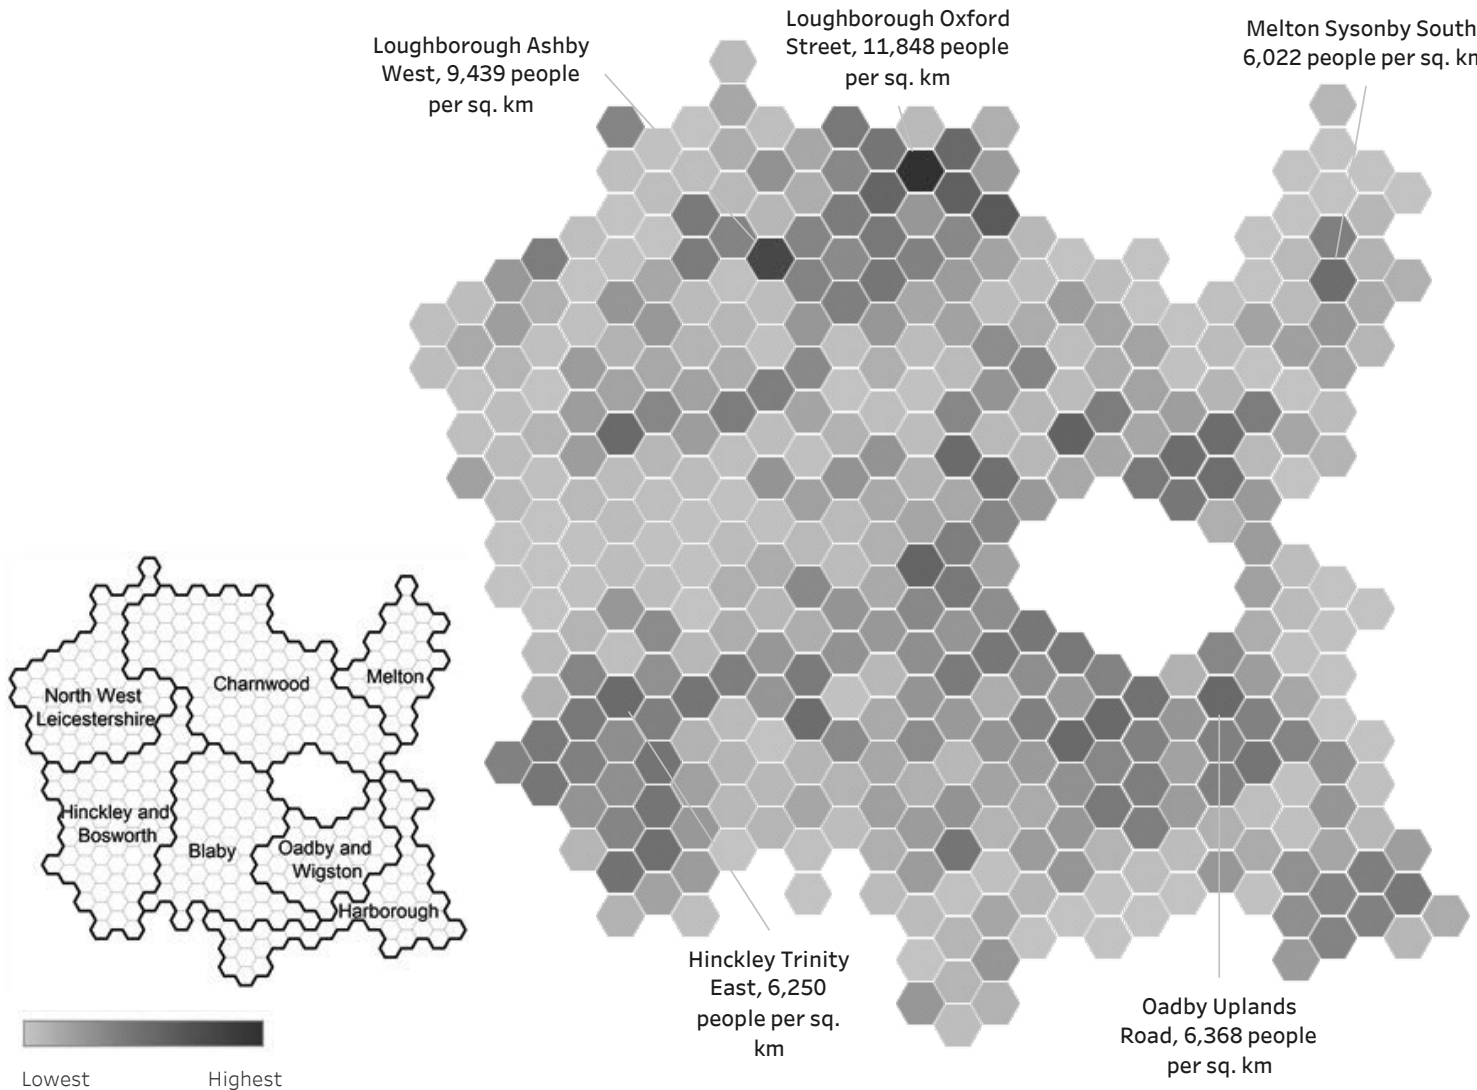 Loughborough Ashby
West, 9,439 people
per sq. km
Loughborough Oxford
Street, 11,848 people
per sq. km
Melton Sysonby South
6,022 people per sq. km
North West
Leicestershire
Charnwood
Melton
Hinckley and
Bosworth
Blaby
Oadby and
Wigston
Harborough
Lowest
Highest
Hinckley Trinity
East, 6,250
people per sq.
km
Oadby Uplands
Road, 6,368 people
per sq. km